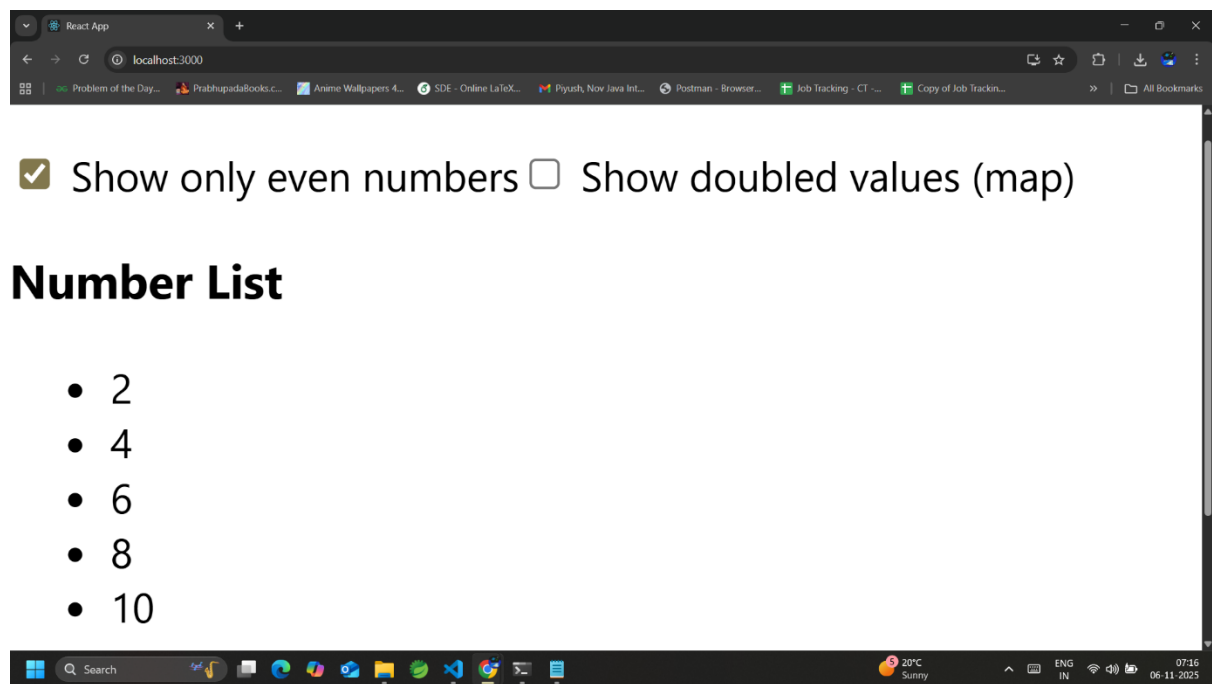 React App
localhost:3000
Problem of the Day... PrabhupadaBooks.c... Anime Wallpapers 4... SDE - Online LaTeX... Piyush, Nov Java Int... Postman - Browser... Job Tracking - CT -... Copy of Job Trackin... » All Bookmarks
Show only even numbers Show doubled values (map)
Number List
• 2
• 4
• 6
• 8
• 10
Search 5 20°C ENG 07:16
Sunny IN 06-11-2025